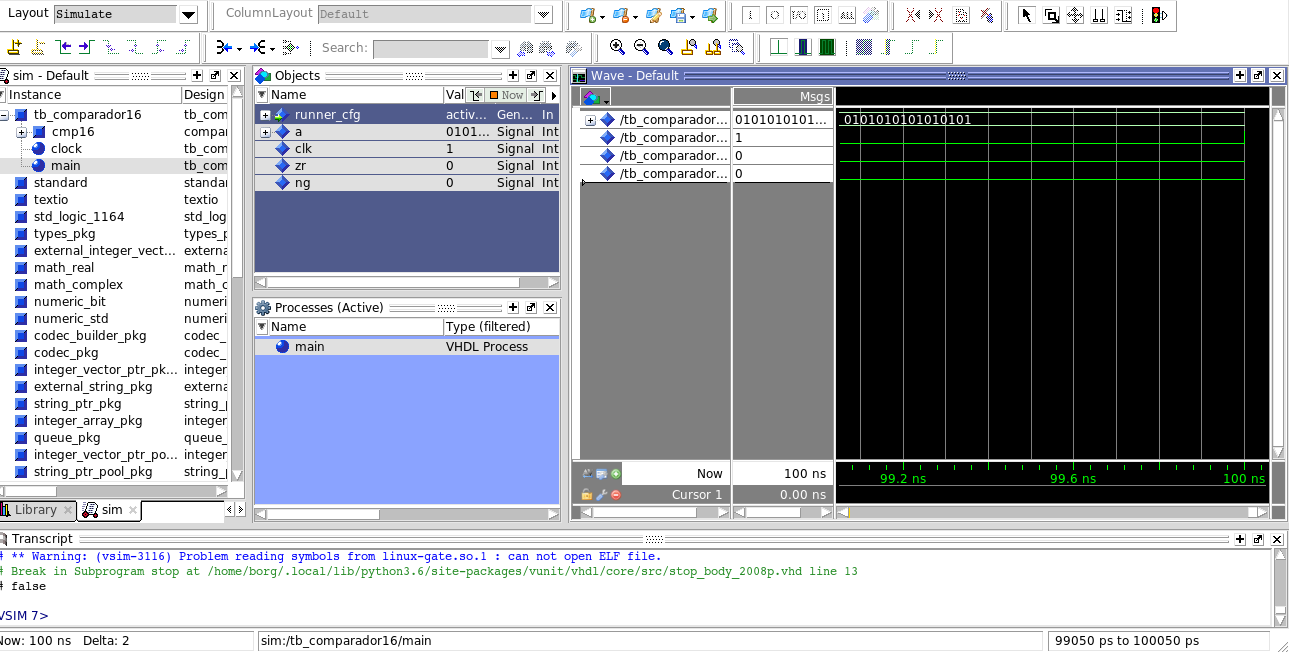 Layout Simulate ColumnLayout Default
Search:
sim - Default
Instance Design
tb_comparador16 tb_com
cmp16 compar
clock tb_com
main tb_com
standard standa
textio textio
std_logic_1164 std_log
types_pkg types_p
external_integer_vect... externa
math_real math_r
math_complex math_c
numeric_bit numeri
numeric_std numeri
codec_builder_pkg codec_
codec_pkg codec_
integer_vector_ptr_pk... integer
external_string_pkg externa
string_ptr_pkg string_p
integer_array_pkg integer
queue_pkg queue_
integer_vector_ptr_po... integer
string_ptr_pool_pkg string_p
Library sim
Objects
Name Val Now
runner_cfg activ... Gen... In
a 0101... Signal Int
clk 1 Signal Int
zr 0 Signal Int
ng 0 Signal Int
Processes (Active)
Name Type (filtered)
main VHDL Process
Wave - Default
Msgs
/tb_comparador... 0101010101... 0101010101010101
/tb_comparador... 1
/tb_comparador... 0
/tb_comparador... 0
Now 100 ns 99.2 ns 99.6 ns 100 ns
Cursor 1 0.00 ns
Transcript
# ** Warning: (vsim-3116) Problem reading symbols from linux-gate.so.1 : can not open ELF file.
# Break in Subprogram stop at /home/borg/.local/lib/python3.6/site-packages/vunit/vhdl/core/src/stop_body_2008p.vhd line 13
# false
VSIM 7>
Now: 100 ns Delta: 2 sim:/tb_comparador16/main 99050 ps to 100050 ps